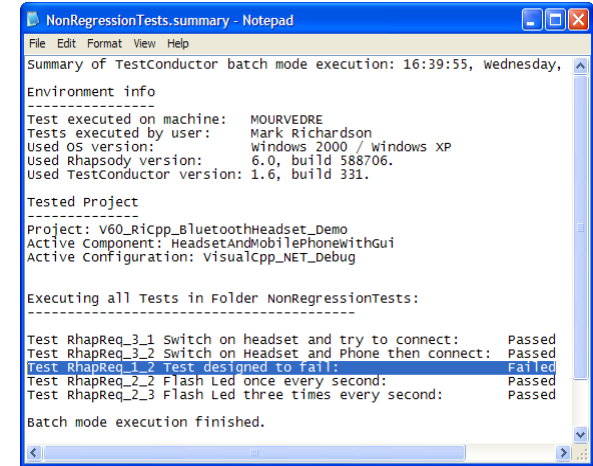 NonRegressionTests.summary - Notepad
File Edit Format View Help
Summary of TestConductor batch mode execution: 16:39:55, Wednesday,
Environment info
----------------
Test executed on machine: MOURVEDRE
Tests executed by user: Mark Richardson
Used OS version: Windows 2000 / Windows XP
Used Rhapsody version: 6.0, build 588706.
Used TestConductor version: 1.6, build 331.
Tested Project
--------------
Project: V60_RiCpp_BluetoothHeadset_Demo
Active Component: HeadsetAndMobilePhoneWithGui
Active Configuration: VisualCpp_NET_Debug
Executing all Tests in Folder NonRegressionTests:
-----------------------------------------
Test RhapReq_3_1 Switch on headset and try to connect: Passed
Test RhapReq_3_2 Switch on Headset and Phone then connect: Passed
Test RhapReq_1_2 Test designed to fail: Failed
Test RhapReq_2_2 Flash Led once every second: Passed
Test RhapReq_2_3 Flash Led three times every second: Passed
Batch mode execution finished.